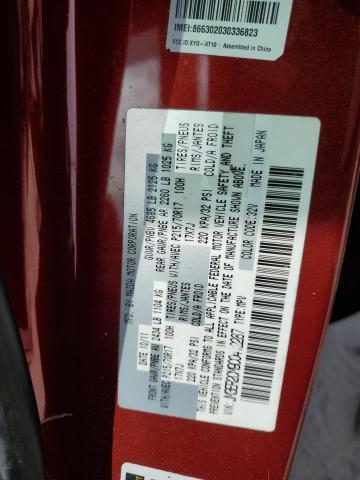 IMEI:866302030336823
FCC ID:XYO-AT10 Assembled in China
MFD. BY: MAZDA MOTOR CORPORATION
GVWR/PNBV 4685 LB 2125 KG
DATE 10/11
FRONT GAWR/PNBE AV 2434 LB 1104 KG
REAR GAWR/PNBE AR 2260 LB 1025 KG
WITH/AVEC P215/70R17 100H TIRES/PNEUS
17X7J RIMS/JANTES
220 KPA/32 PSI COLD/A FROID
WITH/AVEC P215/70R17 100H TIRES/PNEUS
17X7J RIMS/JANTES
220 KPA/32 PSI COLD/A FROID
THIS VEHICLE CONFORMS TO ALL APPLICABLE FEDERAL MOTOR VEHICLE SAFETY AND THEFT
PREVENTION STANDARDS IN EFFECT ON THE DATE OF MANUFACTURE SHOWN ABOVE.
TYPE:MPV
COLOR CODE:32V
MADE IN JAPAN